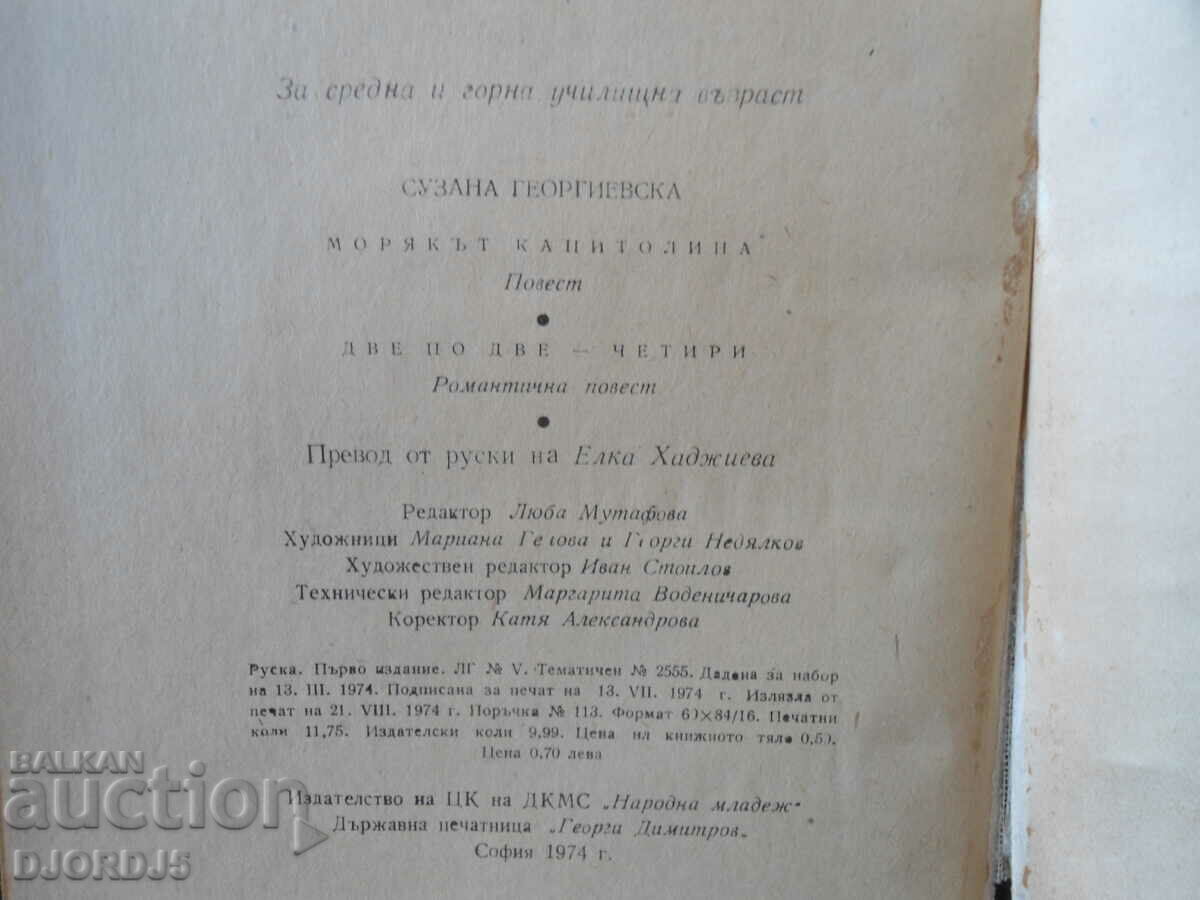 За средна и горна училищна възраст
СУЗАНА ГЕОРГИЕВСКА
МОРЯКЪТ КАПИТОЛИНА
Повест
●
ДВЕ ПО ДВЕ — ЧЕТИРИ
Романтична повест
●
Превод от руски на Елка Хаджиева
Редактор Люба Мутафова
Художници Мариана и Георги Недялков
Художествен редактор Иван Стоилов
Технически редактор Маргарита Воденичарова
Коректор Катя Александрова
Руска. Първо издание. ЛГ № V. Тематичен № 2555. Дадена за набор
на 13. III. 1974. Подписана за печат на 13. VII. 1974 г. Излязла от
печат на 21. VIII. 1974 г. Поръчка № 113. Формат 60×84/16. Печатни
коли 11,75. Издателски коли 9,99. Цена на книжното тяло 0,50.
Цена 0,70 лева
Издателство на ЦК на ДКМС „Народна младеж“
Държавна печатница „Георги Димитров“
София 1974 г.
BALKAN
auction
DJORDJ5